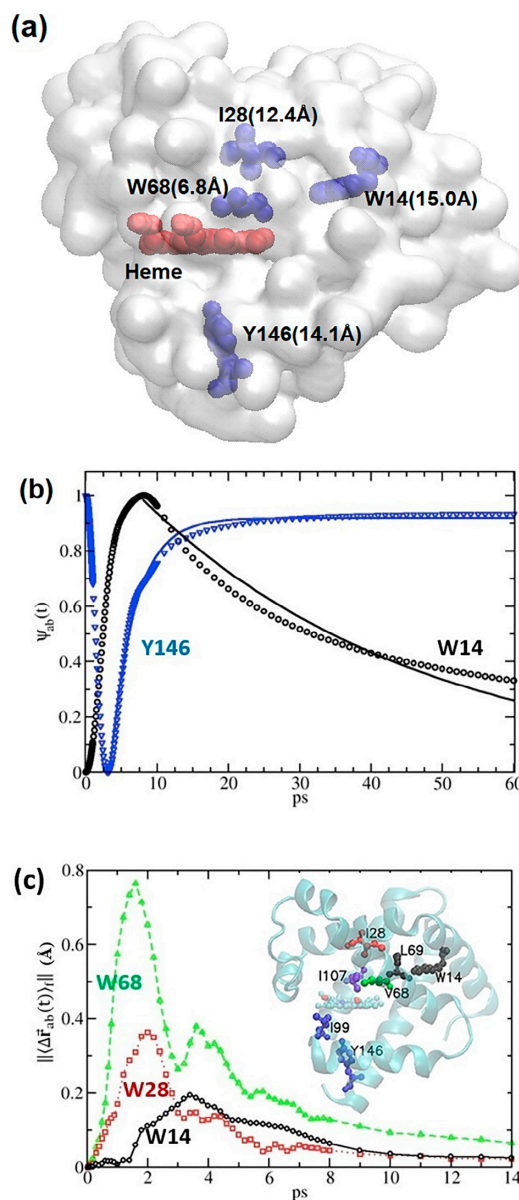 (a)
I28(12.4Å)
W68(6.8Å)
W14(15.0A)
Heme
Y146(14.1Å)
(b)
1
0.8
0.6
0.4
0.2
0
Ψab(t)
Y146
W14
0 10 20 30 40 50 60
ps
(c)
0.8
0.6
0.4
0.2
0
||⟨Δr⃗ab(t)⟩f|| (Å)
W68
W28
W14
I28
L69
I107
W14
V68
I99
Y146
0 2 4 6 8 10 12 14
ps